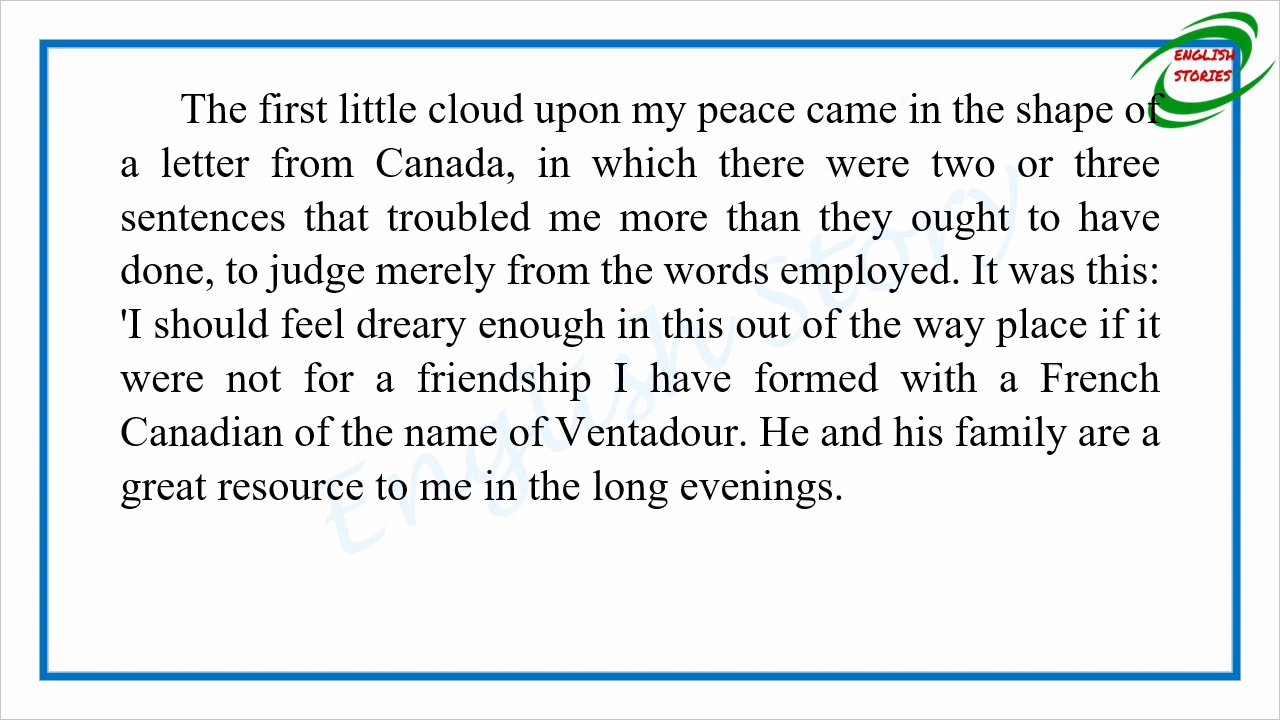 ENGLISH
STORIES
The first little cloud upon my peace came in the shape of
a letter from Canada, in which there were two or three
sentences that troubled me more than they ought to have
done, to judge merely from the words employed. It was this:
'I should feel dreary enough in this out of the way place if it
were not for a friendship I have formed with a French
Canadian of the name of Ventadour. He and his family are a
great resource to me in the long evenings.
English Story